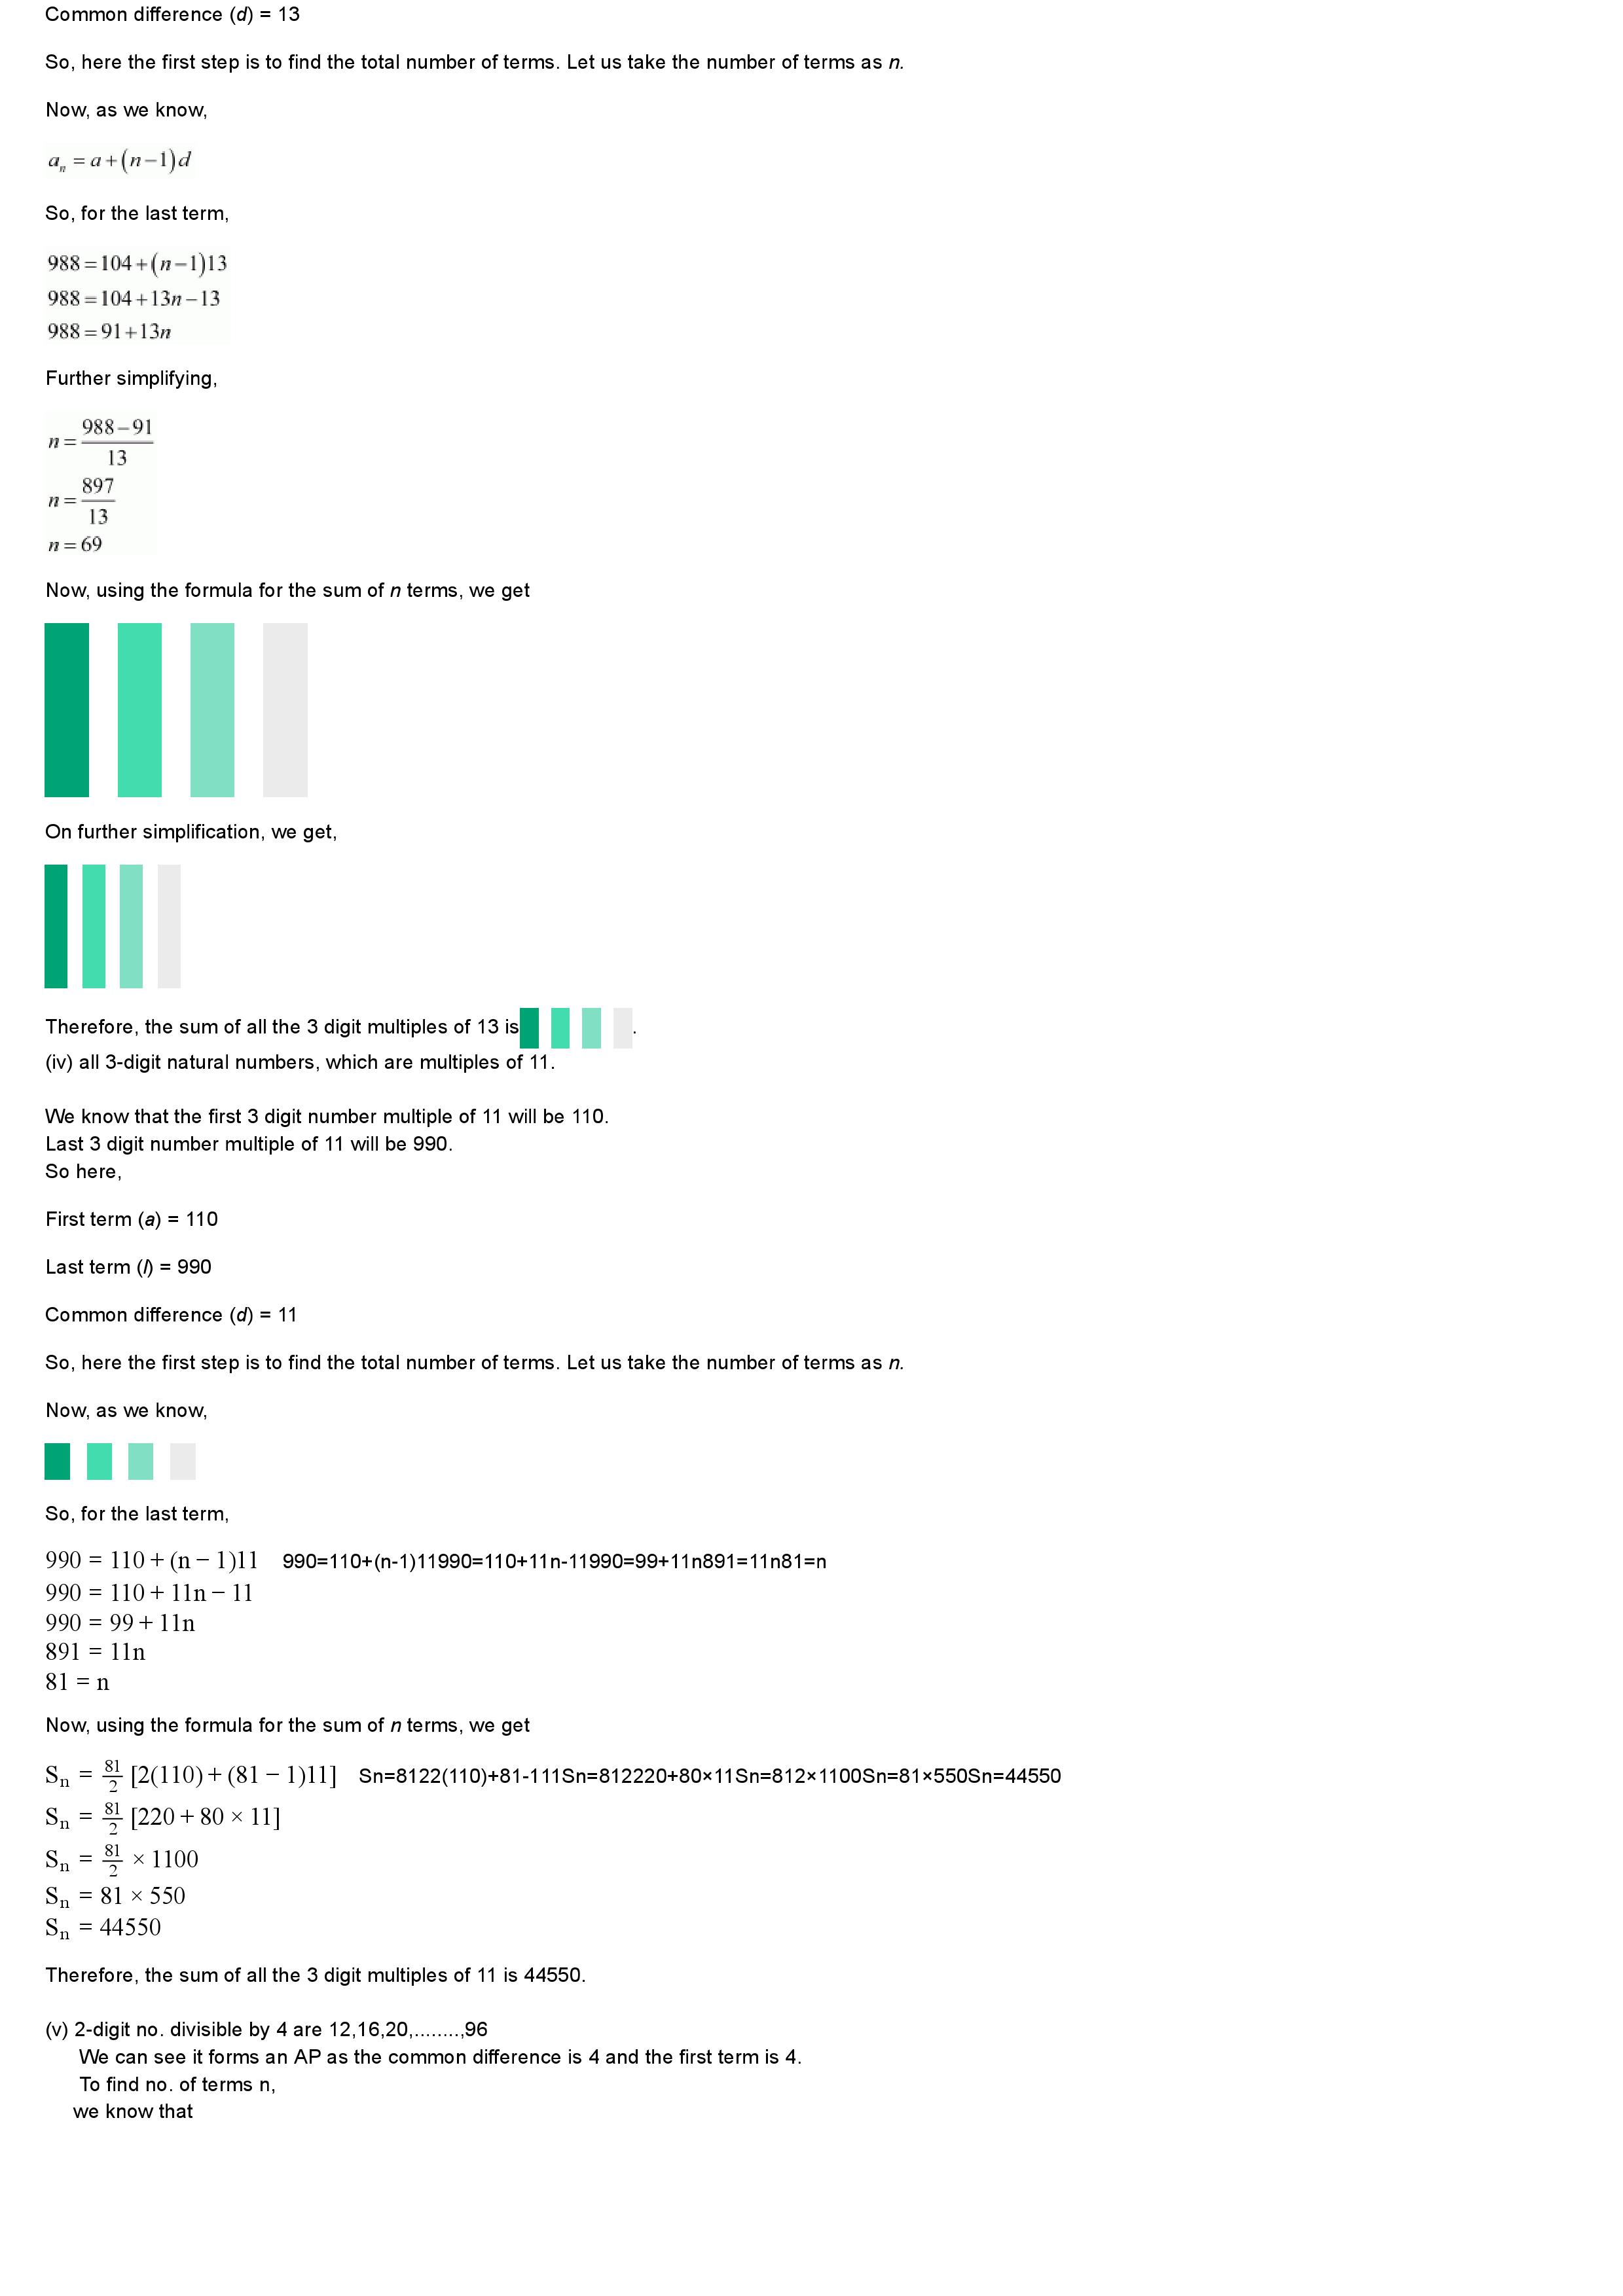 Common difference (d) = 13
So, here the first step is to find the total number of terms. Let us take the number of terms as n.
Now, as we know,
aₙ = a+(n−1)d
So, for the last term,
988=104+(n−1)13
988=104+13n−13
988=91+13n
Further simplifying,
n=(988−91)/13
n=897/13
n=69
Now, using the formula for the sum of n terms, we get
On further simplification, we get,
Therefore, the sum of all the 3 digit multiples of 13 is .
(iv) all 3-digit natural numbers, which are multiples of 11.
We know that the first 3 digit number multiple of 11 will be 110.
Last 3 digit number multiple of 11 will be 990.
So here,
First term (a) = 110
Last term (l) = 990
Common difference (d) = 11
So, here the first step is to find the total number of terms. Let us take the number of terms as n.
Now, as we know,
So, for the last term,
990 = 110 + (n − 1)11 990=110+(n-1)11990=110+11n-11990=99+11n891=11n81=n
990 = 110 + 11n − 11
990 = 99 + 11n
891 = 11n
81 = n
Now, using the formula for the sum of n terms, we get
Sₙ = 81/2 [2(110) + (81 − 1)11] Sn=8122(110)+81-111Sn=812220+80×11Sn=812×1100Sn=81×550Sn=44550
Sₙ = 81/2 [220 + 80 × 11]
Sₙ = 81/2 × 1100
Sₙ = 81 × 550
Sₙ = 44550
Therefore, the sum of all the 3 digit multiples of 11 is 44550.
(v) 2-digit no. divisible by 4 are 12,16,20,........,96
We can see it forms an AP as the common difference is 4 and the first term is 4.
To find no. of terms n,
we know that